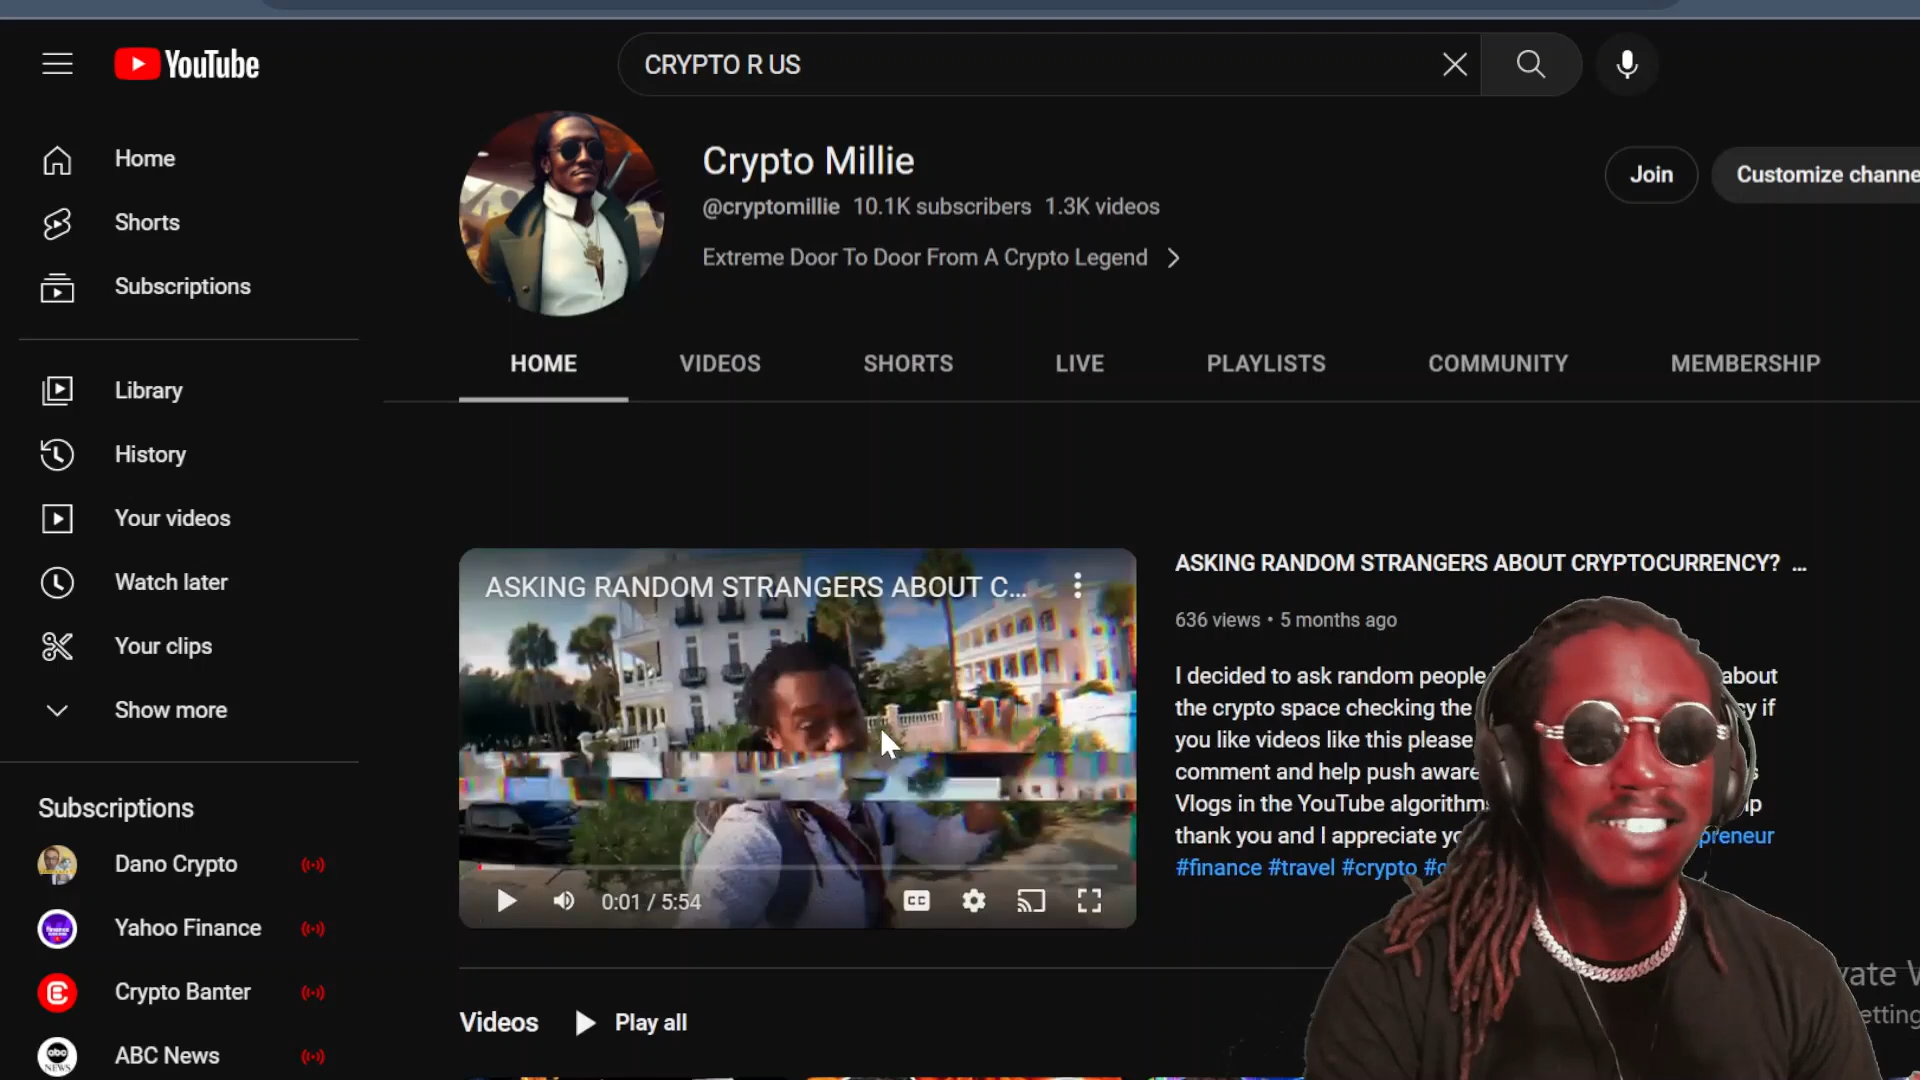 YouTube
CRYPTO R US
Home
Shorts
Subscriptions
Library
History
Your videos
Watch later
Your clips
Show more
Subscriptions
Dano Crypto
Yahoo Finance
Crypto Banter
ABC News
Crypto Millie
@cryptomillie 10.1K subscribers 1.3K videos
Extreme Door To Door From A Crypto Legend
Join
Customize channe
HOME VIDEOS SHORTS LIVE PLAYLISTS COMMUNITY MEMBERSHIP
ASKING RANDOM STRANGERS ABOUT C...
0:01 / 5:54
CC
ASKING RANDOM STRANGERS ABOUT CRYPTOCURRENCY? ...
636 views • 5 months ago
I decided to ask random people about
the crypto space checking the cy if
you like videos like this please
comment and help push aware
Vlogs in the YouTube algorithm
thank you and I appreciate yo preneur
#finance #travel #crypto
Videos Play all
abc
NEWS